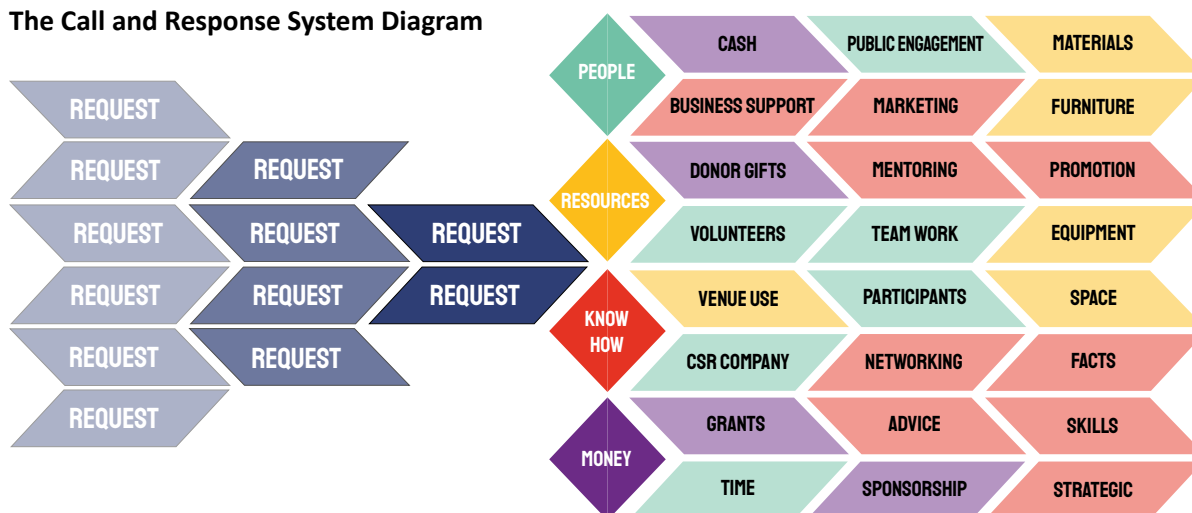 The Call and Response System Diagram
REQUEST
REQUEST
REQUEST
REQUEST
REQUEST
REQUEST
REQUEST
REQUEST
REQUEST
REQUEST
REQUEST
REQUEST
PEOPLE
RESOURCES
KNOW
HOW
MONEY
CASH
PUBLIC ENGAGEMENT
MATERIALS
BUSINESS SUPPORT
MARKETING
FURNITURE
DONOR GIFTS
MENTORING
PROMOTION
VOLUNTEERS
TEAM WORK
EQUIPMENT
VENUE USE
PARTICIPANTS
SPACE
CSR COMPANY
NETWORKING
FACTS
GRANTS
ADVICE
SKILLS
TIME
SPONSORSHIP
STRATEGIC